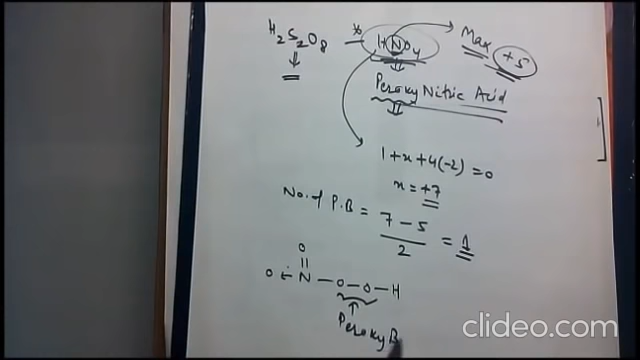 H2S2O8
* HNO4
Max +5
Peroxy Nitric Acid
1 + x + 4(-2) = 0
x = +7
No. of P.B = 7 - 5 / 2 = 1
O
||
O ← N — O — O — H
Peroxy B
clideo.com